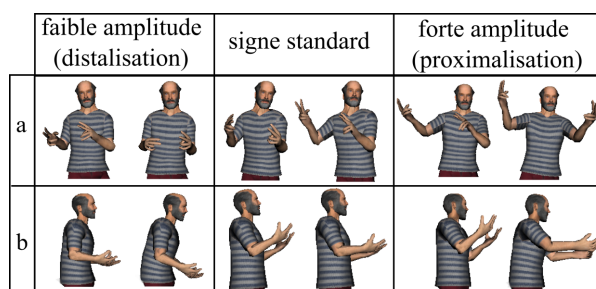 faible amplitude
(distalisation)
signe standard
forte amplitude
(proximalisation)
a
b